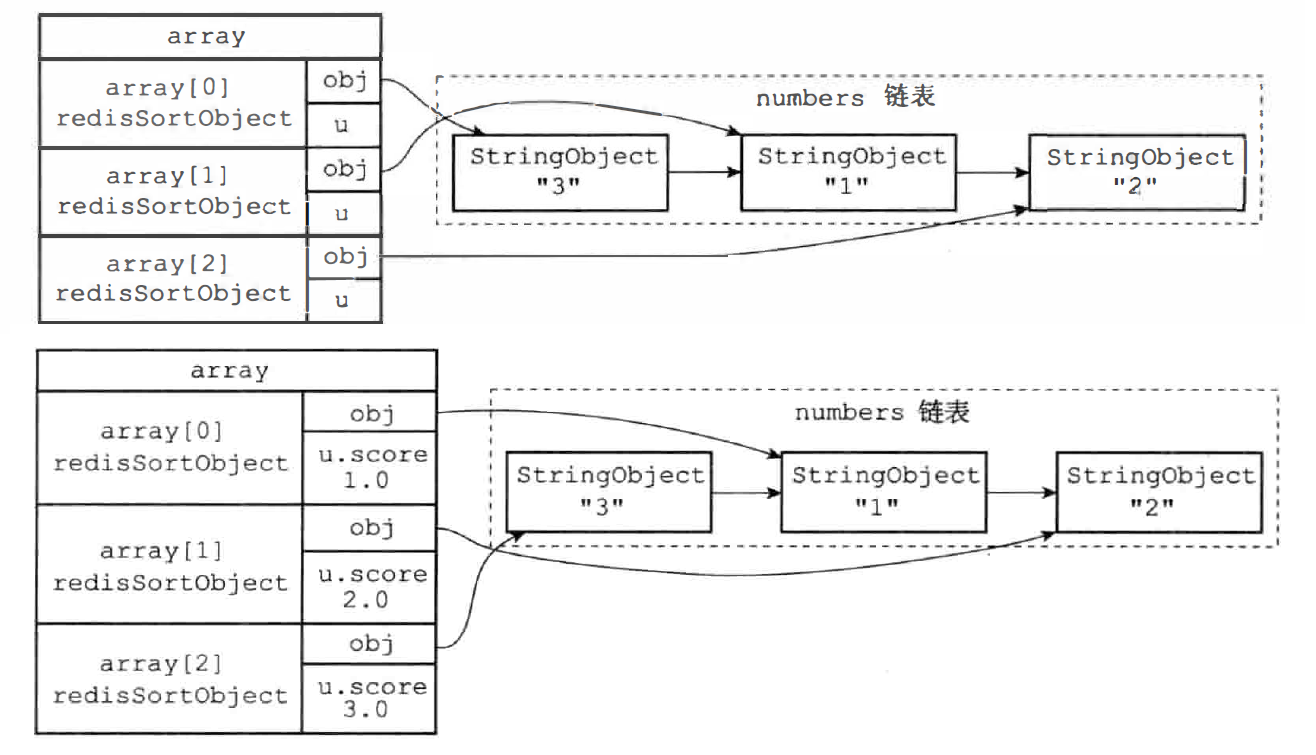 array
array[0]
redisSortObject
obj
u
array[1]
redisSortObject
obj
u
array[2]
redisSortObject
obj
u
numbers 链表
StringObject
"3"
StringObject
"1"
StringObject
"2"
array
array[0]
redisSortObject
obj
u.score
1.0
array[1]
redisSortObject
obj
u.score
2.0
array[2]
redisSortObject
obj
u.score
3.0
numbers 链表
StringObject
"3"
StringObject
"1"
StringObject
"2"